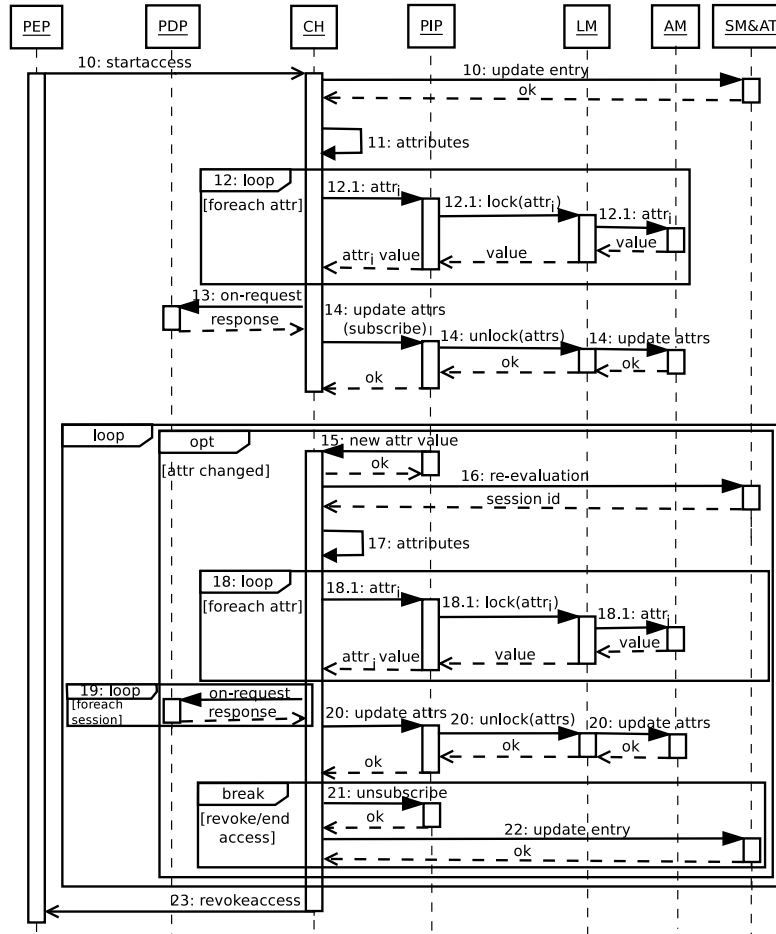 PEP PDP CH PIP LM AM SM&AT
10: startaccess
10: update entry
ok
11: attributes
12: loop
[foreach attr]
12.1: attri
12.1: lock(attri)
12.1: attri
value
value
attri value
13: on-request
response
14: update attrs
(subscribe)
14: unlock(attrs)
14: update attrs
ok
ok
ok
loop
opt
[attr changed]
15: new attr value
ok
16: re-evaluation
session id
17: attributes
18: loop
[foreach attr]
18.1: attri
18.1: lock(attri)
18.1: attri
value
value
attri value
19: loop
[foreach
session]
on-request
response
20: update attrs
20: unlock(attrs)
20: update attrs
ok
ok
ok
break
[revoke/end
access]
21: unsubscribe
ok
22: update entry
ok
23: revokeaccess